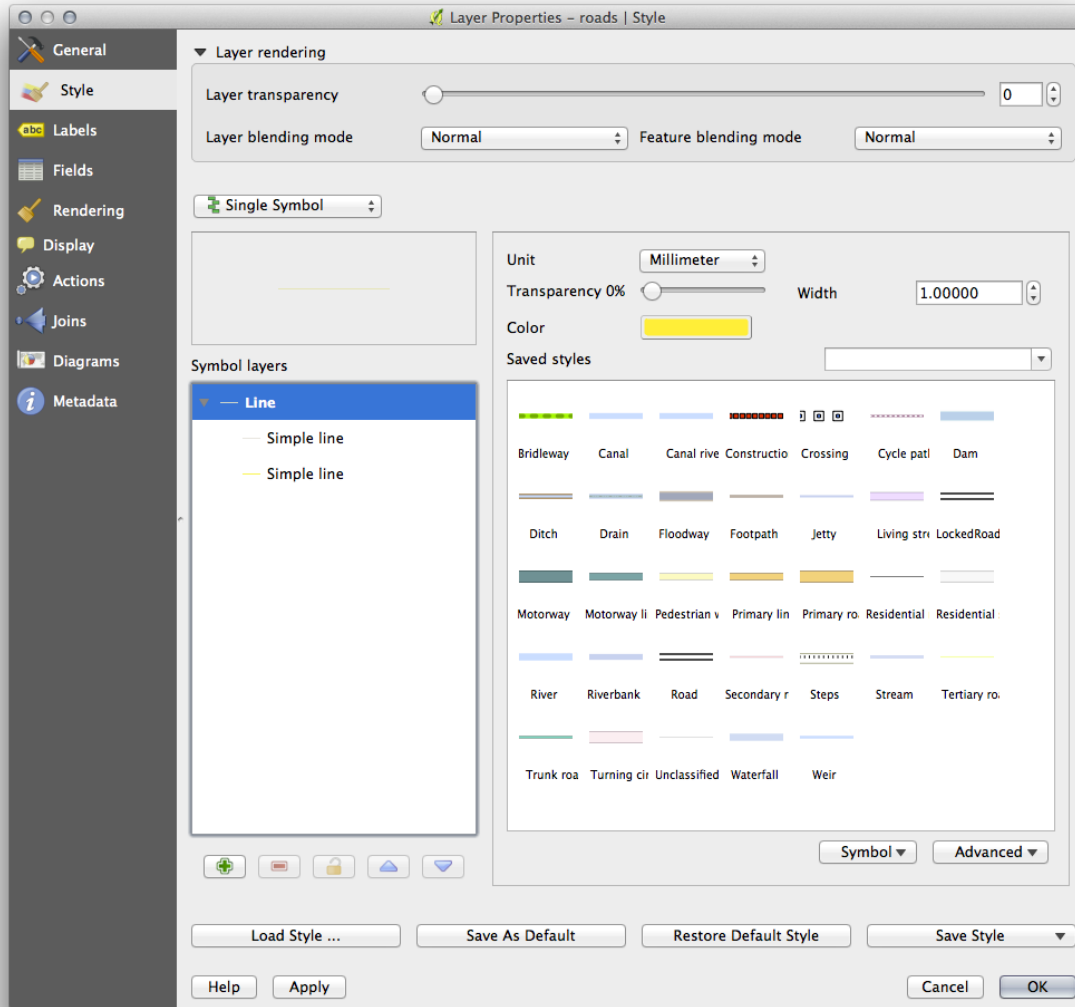 Layer Properties – roads | Style
General
Style
abc Labels
Fields
Rendering
Display
Actions
Joins
Diagrams
i Metadata
Layer rendering
Layer transparency 0
Layer blending mode Normal Feature blending mode Normal
Single Symbol
Unit Millimeter
Transparency 0% Width 1.00000
Color
Saved styles
Symbol layers
Line
Simple line
Simple line
Bridleway Canal Canal rive Constructio Crossing Cycle patl Dam
Ditch Drain Floodway Footpath Jetty Living stre LockedRoad
Motorway Motorway li Pedestrian v Primary lin Primary ro Residential Residential
River Riverbank Road Secondary r Steps Stream Tertiary ro
Trunk roa Turning cir Unclassified Waterfall Weir
Symbol Advanced
Load Style ... Save As Default Restore Default Style Save Style
Help Apply Cancel OK